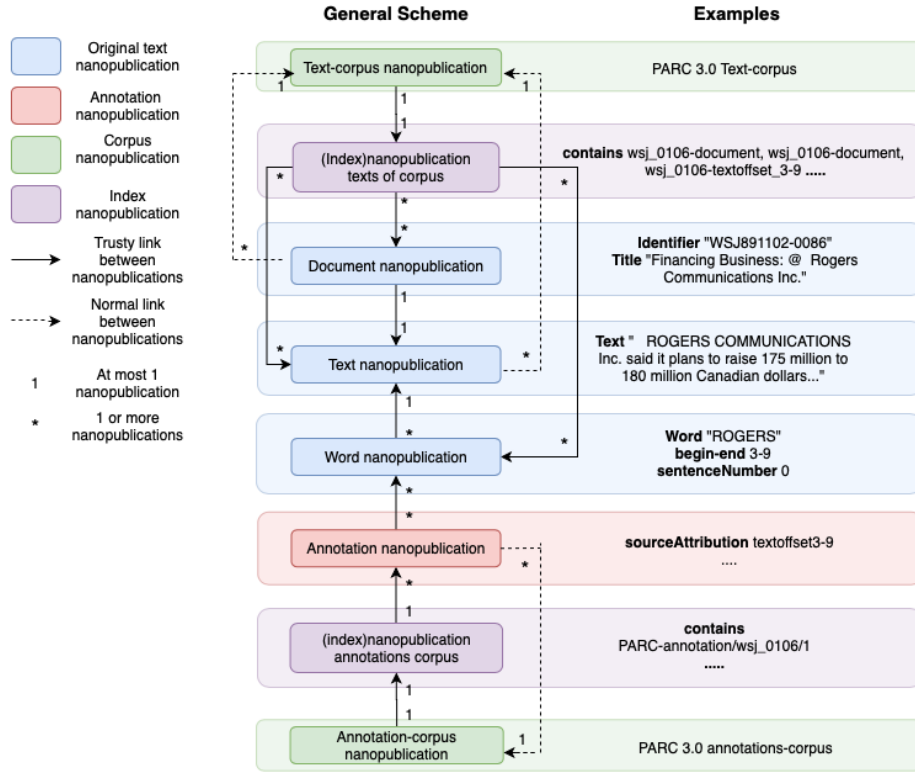 General Scheme
Examples
Original text
nanopublication
Annotation
nanopublication
Corpus
nanopublication
Index
nanopublication
Trusty link
between
nanopublications
Normal link
between
nanopublications
1
At most 1
nanopublication
*
1 or more
nanopublications
Text-corpus nanopublication
PARC 3.0 Text-corpus
1
1
1
1
(Index)nanopublication
texts of corpus
contains wsj_0106-document, wsj_0106-document,
wsj_0106-textoffset_3-9 .....
*
*
*
*
Document nanopublication
*
Identifier "WSJ891102-0086"
Title "Financing Business: @ Rogers
Communications Inc."
1
1
Text nanopublication
*
*
Text " ROGERS COMMUNICATIONS
Inc. said it plans to raise 175 million to
180 million Canadian dollars..."
1
*
Word nanopublication
*
Word "ROGERS"
begin-end 3-9
sentenceNumber 0
*
*
Annotation nanopublication
*
sourceAttribution textoffset3-9
....
*
1
(index)nanopublication
annotations corpus
contains
PARC-annotation/wsj_0106/1
.....
1
1
Annotation-corpus
nanopublication
1
PARC 3.0 annotations-corpus